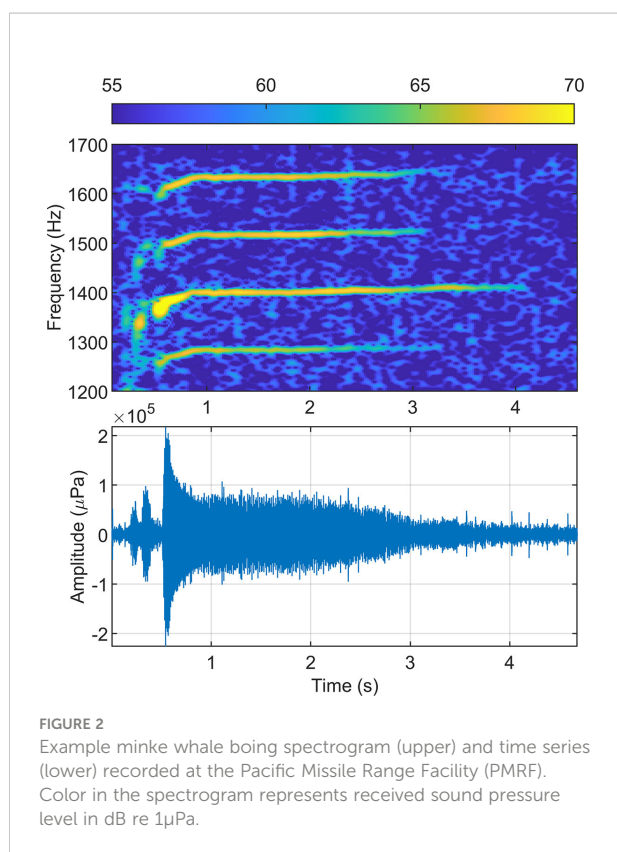 55 60 65 70
1700
1600
1500
1400
1300
1200
Frequency (Hz)
1 2 3 4
×10⁵
2
1
0
-1
-2
Amplitude (μPa)
1 2 3 4
Time (s)
FIGURE 2
Example minke whale boing spectrogram (upper) and time series
(lower) recorded at the Pacific Missile Range Facility (PMRF).
Color in the spectrogram represents received sound pressure
level in dB re 1μPa.